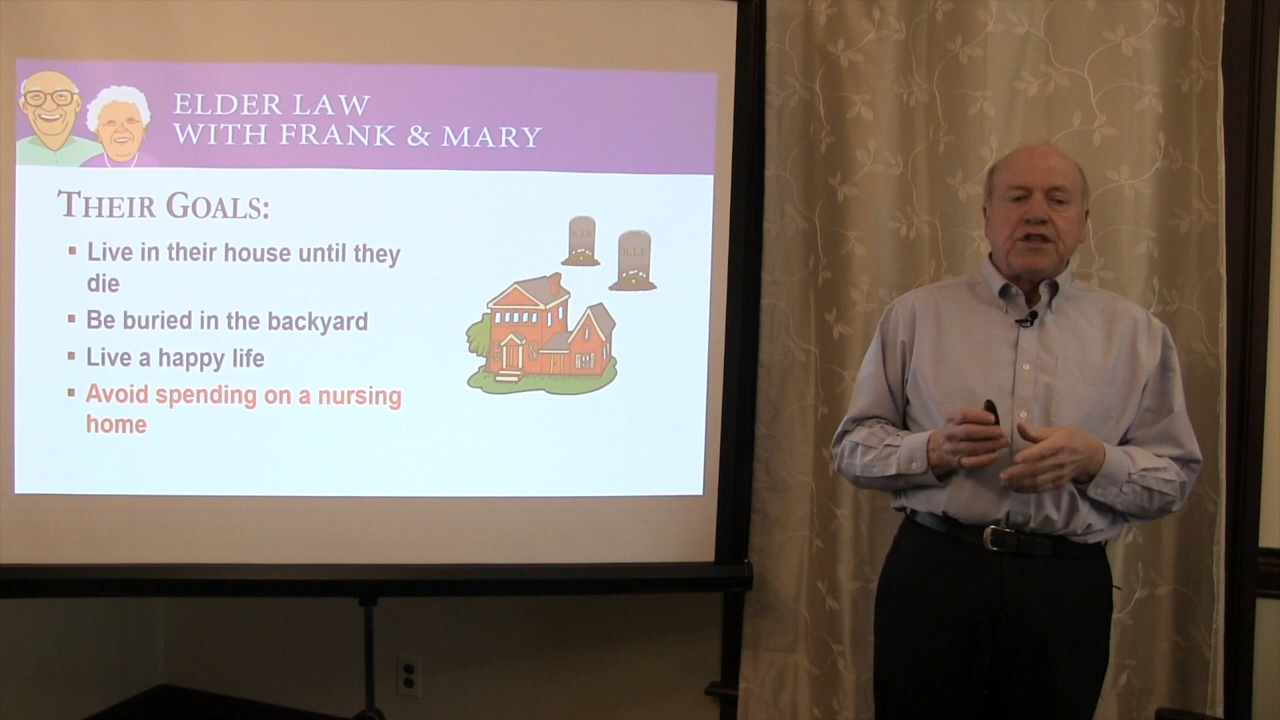 ELDER LAW
WITH FRANK & MARY
THEIR GOALS:
▪ Live in their house until they
die
▪ Be buried in the backyard
▪ Live a happy life
▪ Avoid spending on a nursing
home
R.I.P
R.I.P